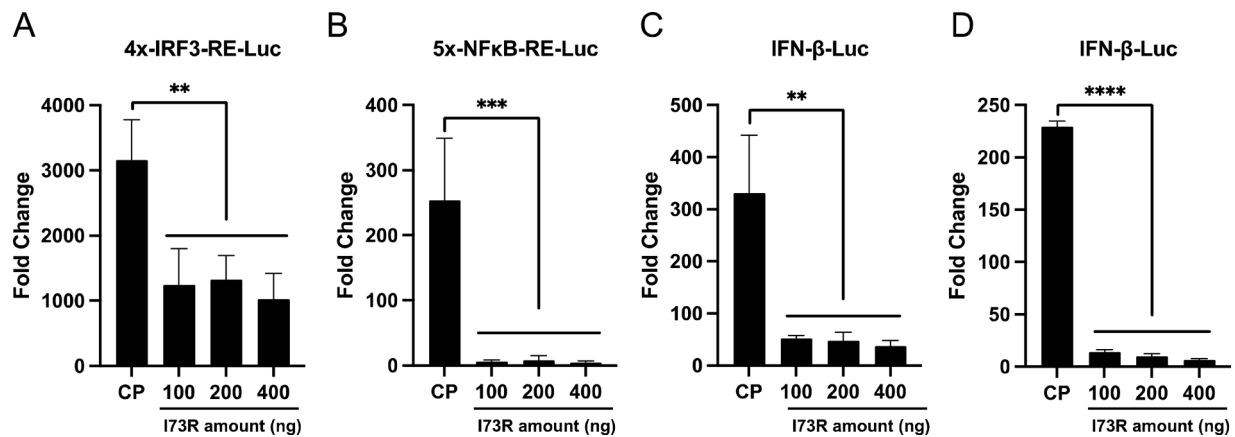 A
4x-IRF3-RE-Luc
**
4000
3000
2000
1000
0
Fold Change
CP 100 200 400
I73R amount (ng)
B
5x-NFκB-RE-Luc
***
400
300
200
100
0
Fold Change
CP 100 200 400
I73R amount (ng)
C
IFN-β-Luc
**
500
400
300
200
100
50
0
Fold Change
CP 100 200 400
I73R amount (ng)
D
IFN-β-Luc
****
250
200
150
100
50
25
0
Fold Change
CP 100 200 400
I73R amount (ng)